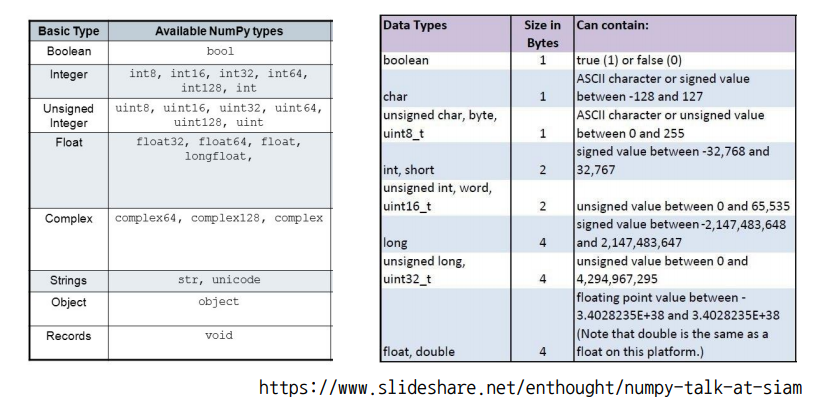 Basic Type Available NumPy types
Boolean bool
Integer int8, int16, int32, int64,
int128, int
Unsigned uint8, uint16, uint32, uint64,
Integer uint128, uint
Float float32, float64, float,
longfloat,
Complex complex64, complex128, complex
Strings str, unicode
Object object
Records void
Data Types Size in Can contain:
Bytes
boolean 1 true (1) or false (0)
ASCII character or signed value
char 1 between -128 and 127
unsigned char, byte, ASCII character or unsigned value
uint8_t 1 between 0 and 255
signed value between -32,768 and
int, short 2 32,767
unsigned int, word,
uint16_t 2 unsigned value between 0 and 65,535
signed value between -2,147,483,648
long 4 and 2,147,483,647
unsigned long, unsigned value between 0 and
uint32_t 4 4,294,967,295
floating point value between -
3.4028235E+38 and 3.4028235E+38
(Note that double is the same as a
float, double 4 float on this platform.)
https://www.slideshare.net/enthought/numpy-talk-at-siam